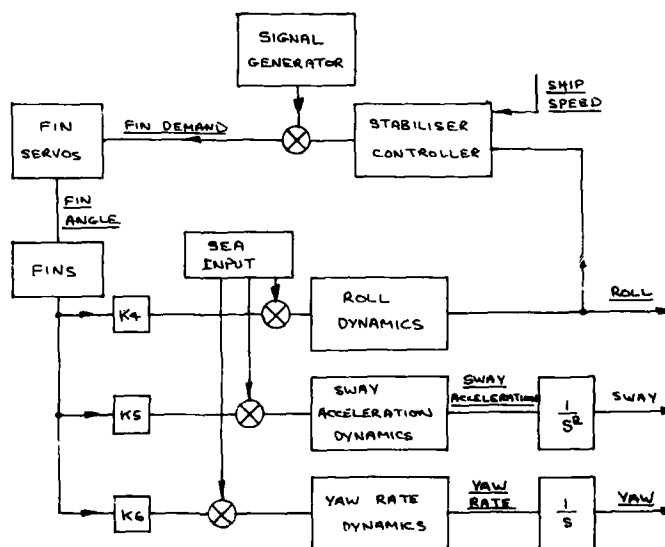 SIGNAL
GENERATOR
SHIP
SPEED
FIN
SERVOS
FIN DEMAND
STABILISER
CONTROLLER
FIN
ANGLE
FINS
SEA
INPUT
K4
ROLL
DYNAMICS
ROLL
K5
SWAY
ACCELERATION
DYNAMICS
SWAY
ACCELERATION
1
S²
SWAY
K6
YAW RATE
DYNAMICS
YAW
RATE
1
S
YAW